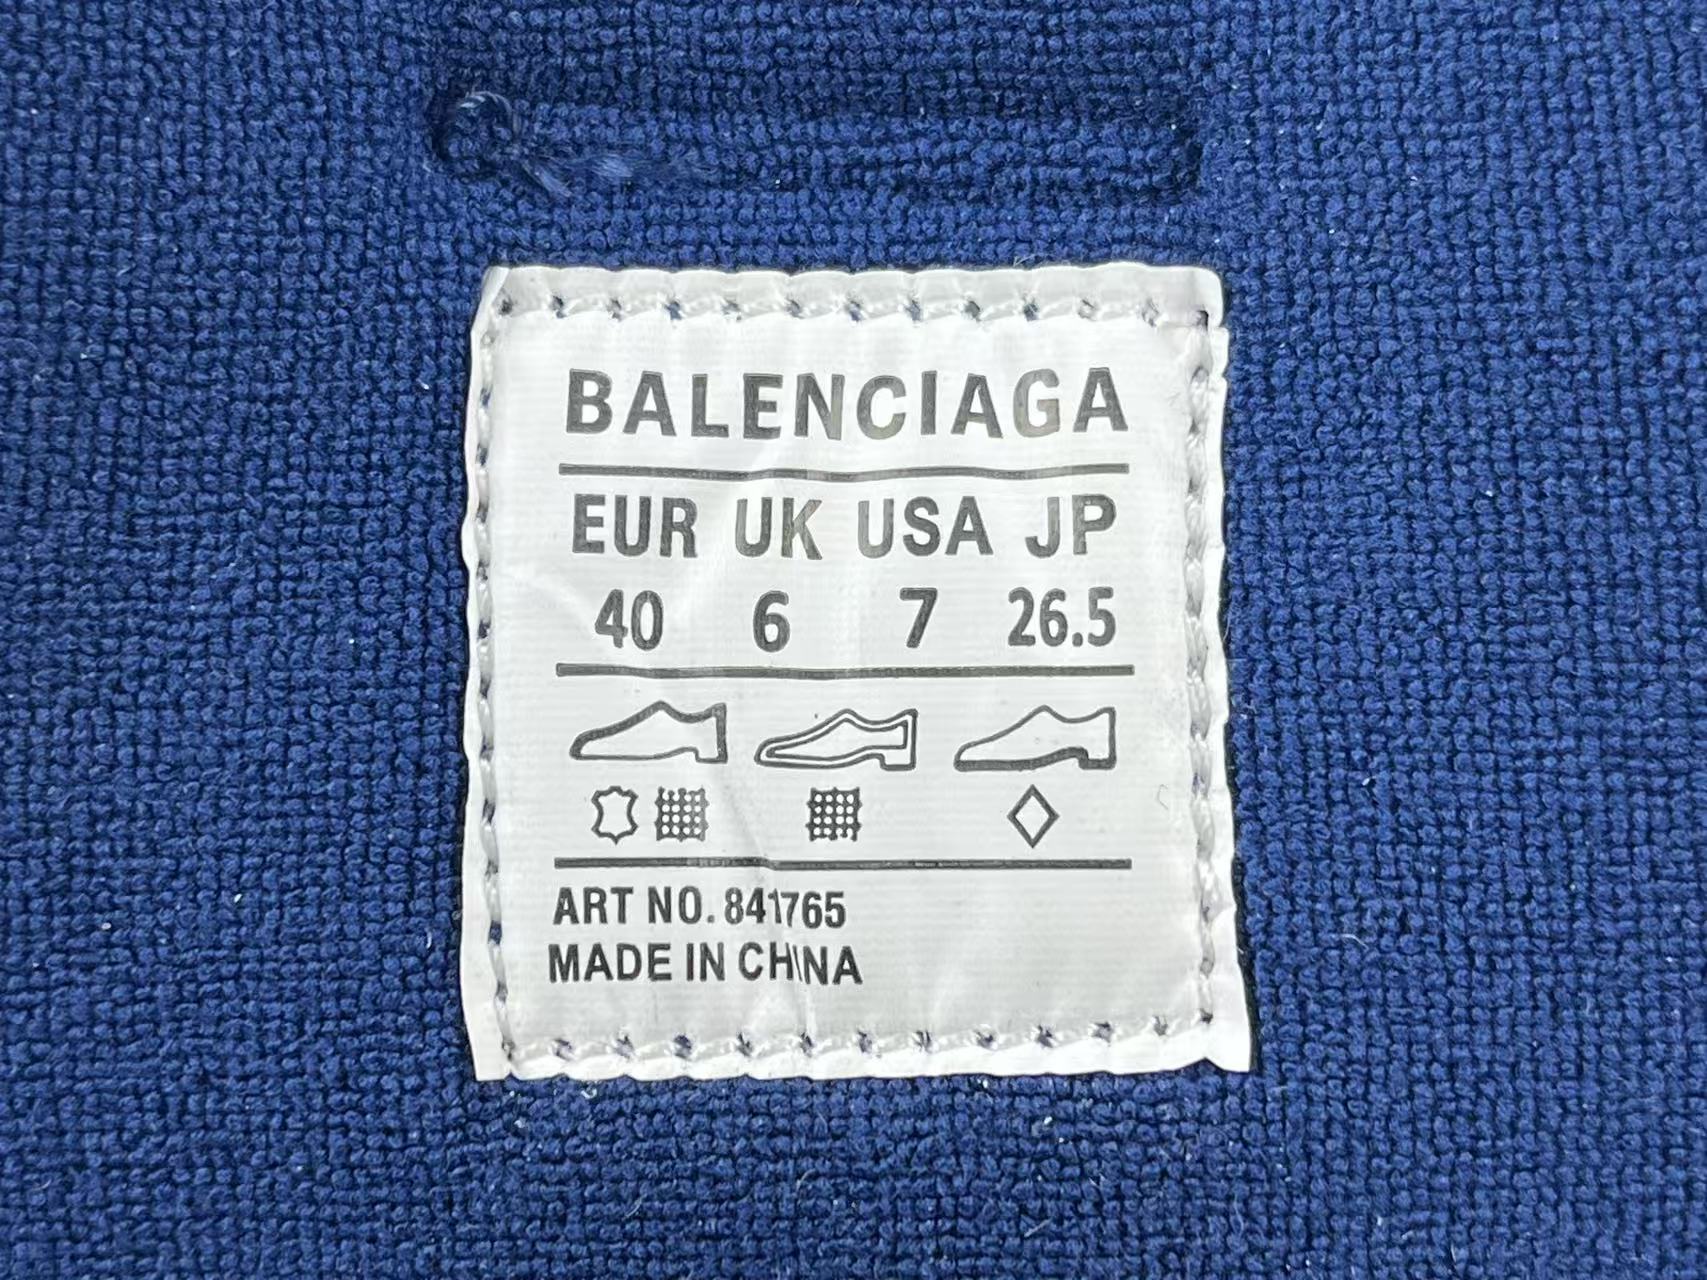 BALENCIAGA
EUR UK USA JP
40 6 7 26.5
ART NO. 841765
MADE IN CHINA